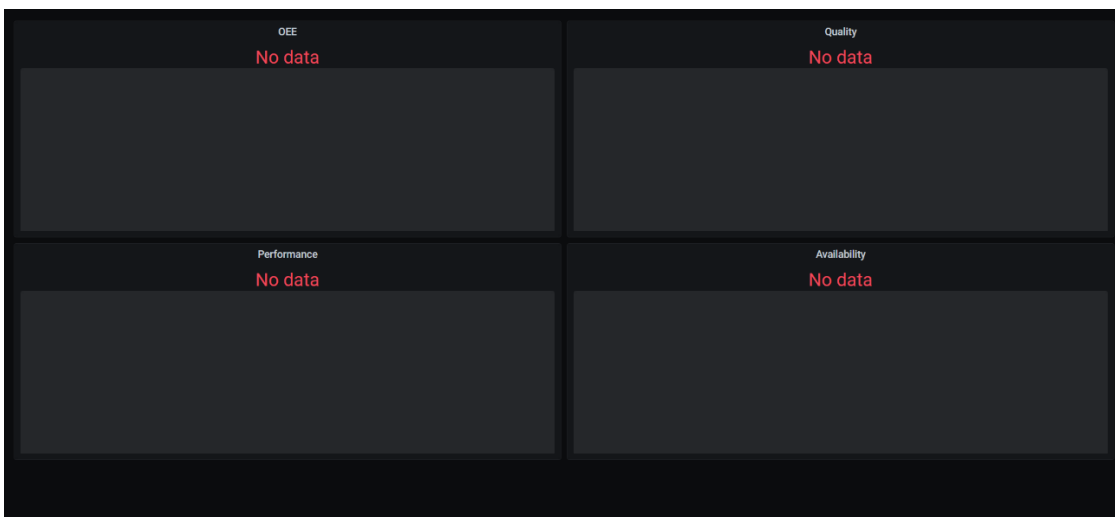 OEE
No data
Quality
No data
Performance
No data
Availability
No data